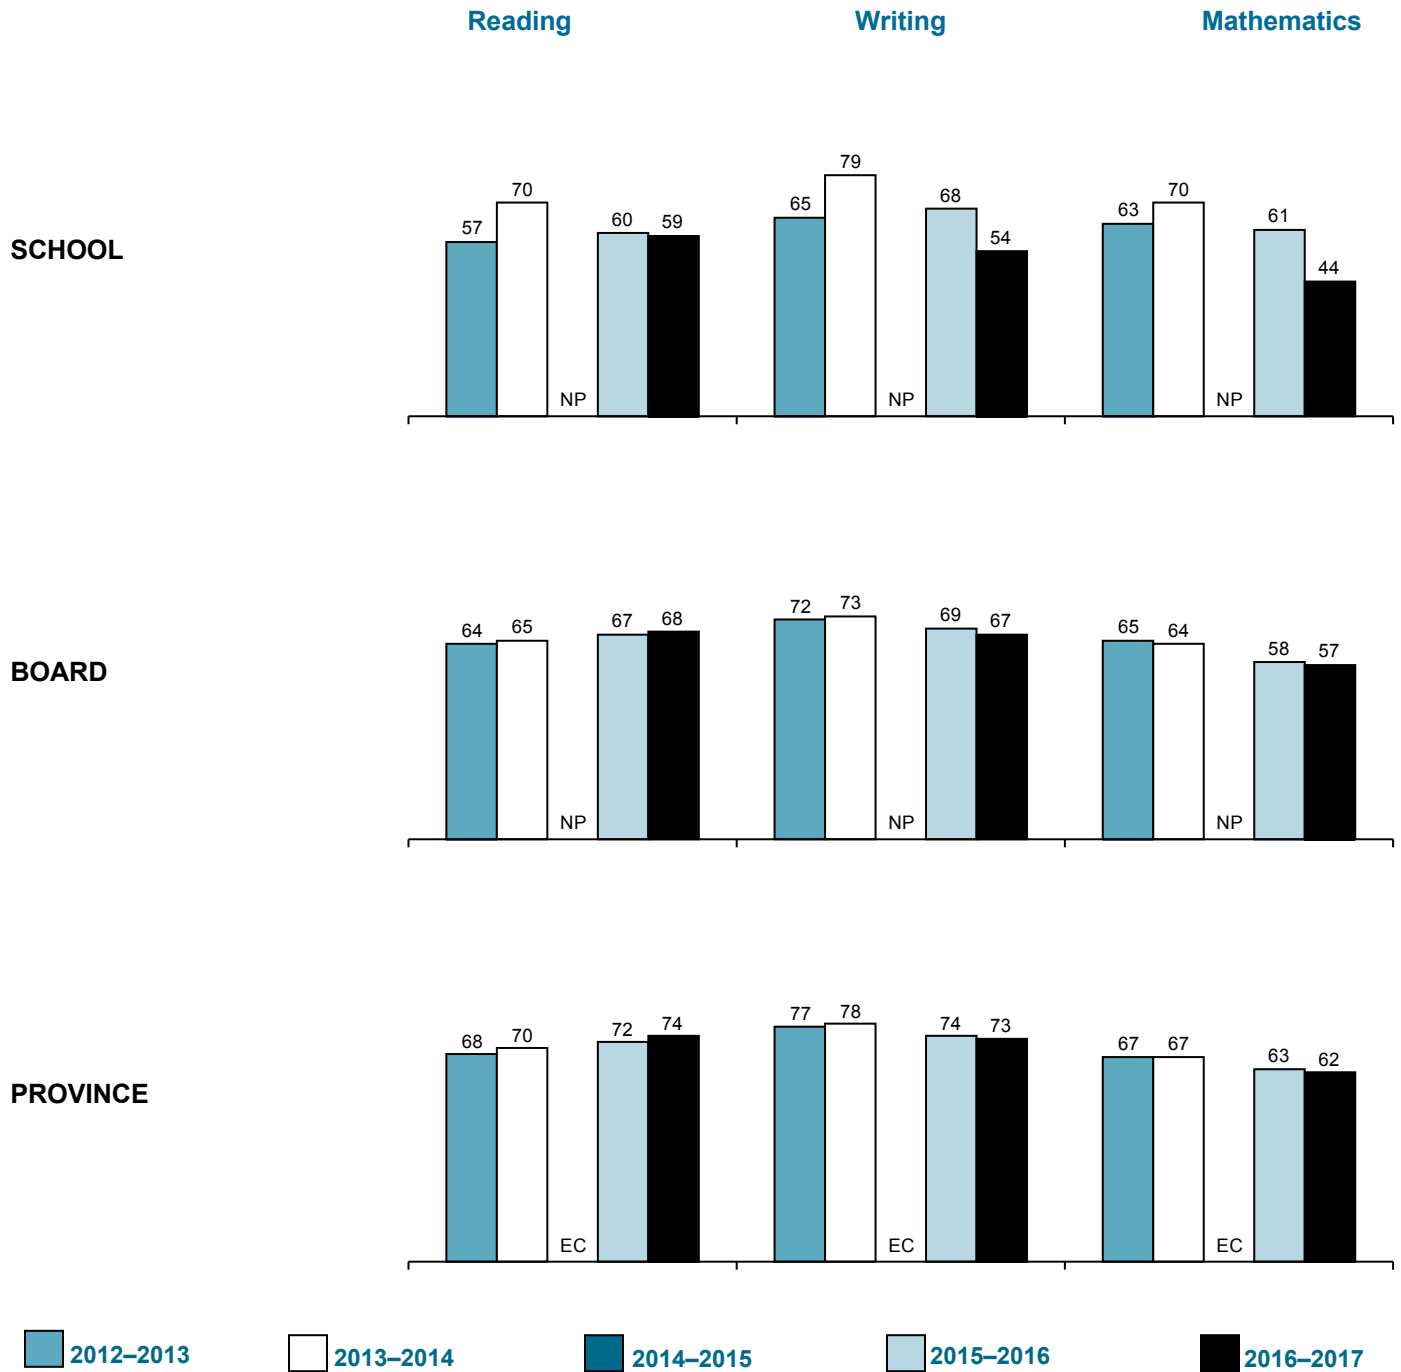 Reading Writing Mathematics
SCHOOL
57 70 NP 60 59 65 79 NP 68 54 63 70 NP 61 44
BOARD
64 65 NP 67 68 72 73 NP 69 67 65 64 NP 58 57
PROVINCE
68 70 EC 72 74 77 78 EC 74 73 67 67 EC 63 62
2012–2013 2013–2014 2014–2015 2015–2016 2016–2017